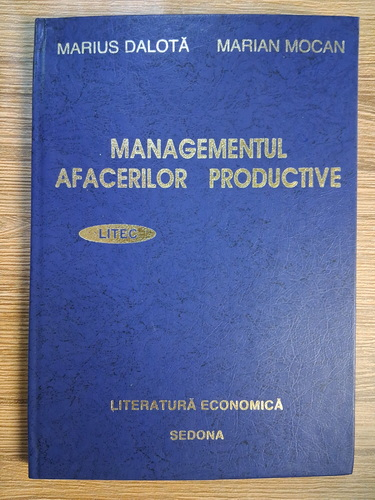 MARIUS DALOTĂ MARIAN MOCAN
MANAGEMENTUL
AFACERILOR PRODUCTIVE
LITEC
LITERATURĂ ECONOMICĂ
SEDONA